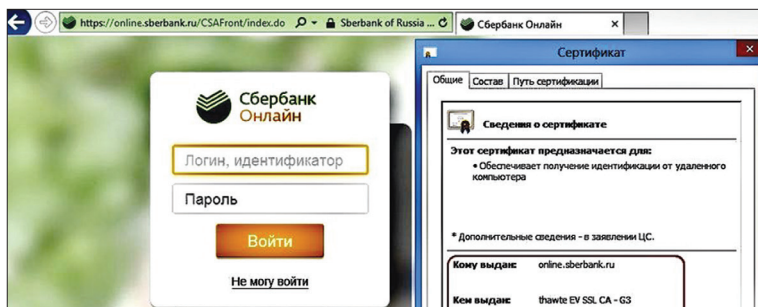 https://online.sberbank.ru/CSAFront/index.do
Sberbank of Russia ...
Сбербанк Онлайн
Сертификат
Общие
Состав
Путь сертификации
Сбербанк
Онлайн
Логин, идентификатор
Пароль
Войти
Не могу войти
Сведения о сертификате
Этот сертификат предназначается для:
• Обеспечивает получение идентификации от удаленного
компьютера
* Дополнительные сведения - в заявлении ЦС.
Кому выдан: online.sberbank.ru
Кем выдан: thawte EV SSL CA - G3